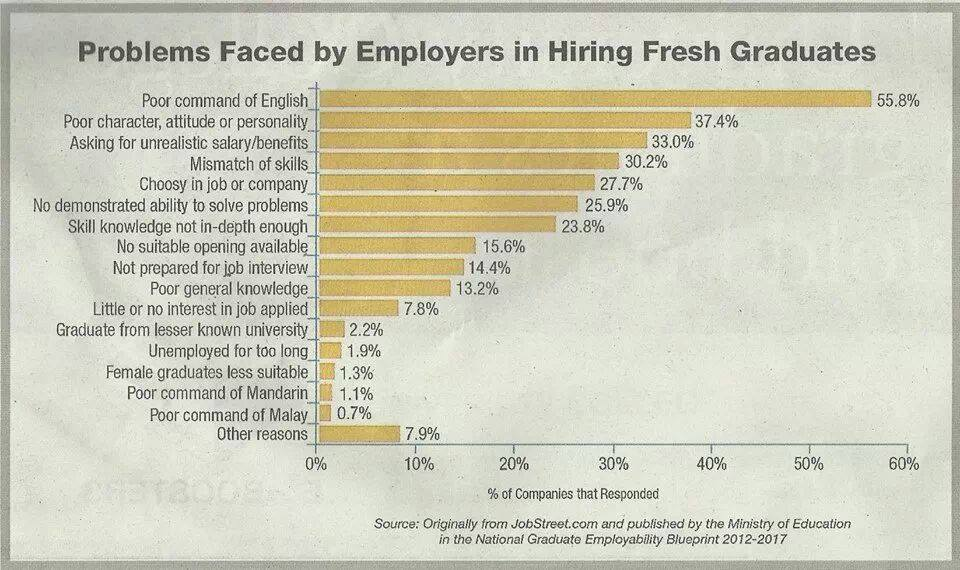 Problems Faced by Employers in Hiring Fresh Graduates
Poor command of English 55.8%
Poor character, attitude or personality 37.4%
Asking for unrealistic salary/benefits 33.0%
Mismatch of skills 30.2%
Choosy in job or company 27.7%
No demonstrated ability to solve problems 25.9%
Skill knowledge not in-depth enough 23.8%
No suitable opening available 15.6%
Not prepared for job interview 14.4%
Poor general knowledge 13.2%
Little or no interest in job applied 7.8%
Graduate from lesser known university 2.2%
Unemployed for too long 1.9%
Female graduates less suitable 1.3%
Poor command of Mandarin 1.1%
Poor command of Malay 0.7%
Other reasons 7.9%
0% 10% 20% 30% 40% 50% 60%
% of Companies that Responded
Source: Originally from JobStreet.com and published by the Ministry of Education
in the National Graduate Employability Blueprint 2012-2017